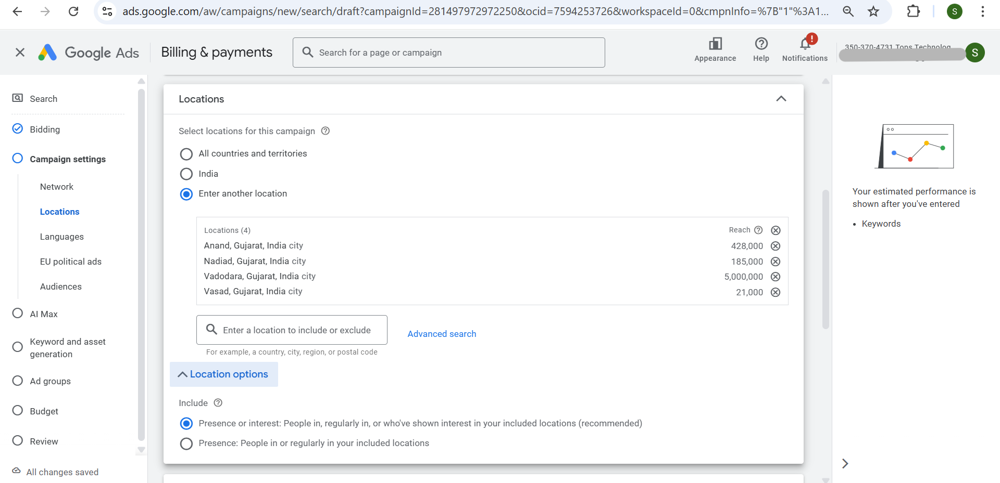 ads.google.com/aw/campaigns/new/search/draft?campaignId=281497972972250&ocid=7594253726&workspaceId=0&cmpnInfo=%7B"1"%3A1...
S
Google Ads
Billing & payments
Search for a page or campaign
Appearance
Help
!
Notifications
350-370-4731 Tops Technolog
S
Search
Bidding
Campaign settings
Network
Locations
Languages
EU political ads
Audiences
AI Max
Keyword and asset
generation
Ad groups
Budget
Review
All changes saved
Locations
Select locations for this campaign
All countries and territories
India
Enter another location
Locations (4) Reach
Anand, Gujarat, India city 428,000
Nadiad, Gujarat, India city 185,000
Vadodara, Gujarat, India city 5,000,000
Vasad, Gujarat, India city 21,000
Enter a location to include or exclude
Advanced search
For example, a country, city, region, or postal code
Location options
Include
Presence or interest: People in, regularly in, or who've shown interest in your included locations (recommended)
Presence: People in or regularly in your included locations
Your estimated performance is
shown after you've entered
• Keywords